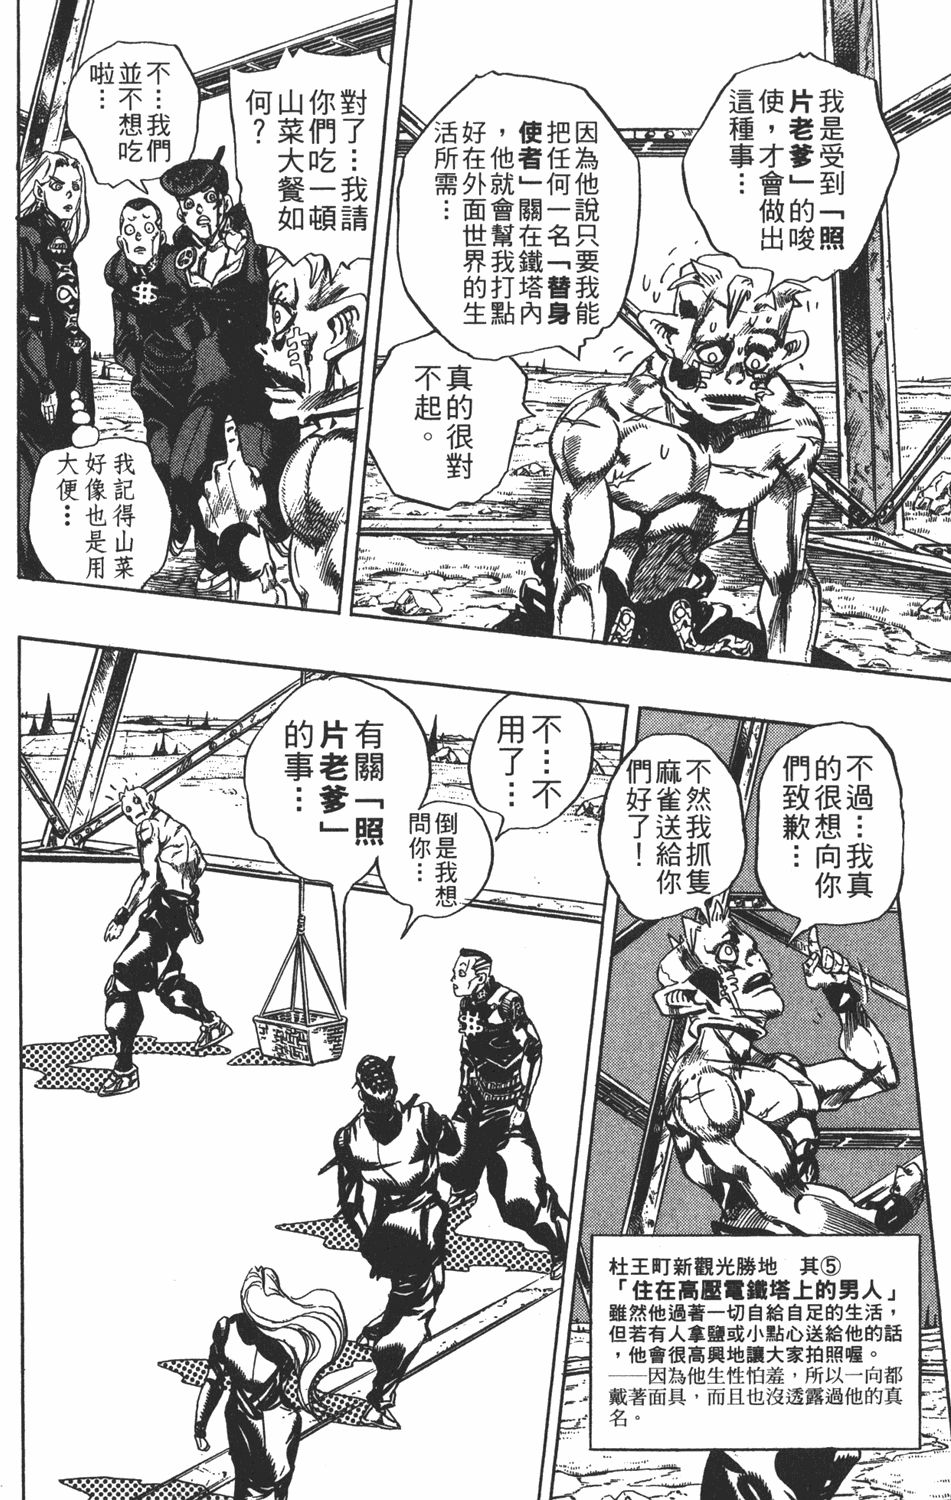 我是受到「照
片老爹」的唆
使，才會做出
這種事…
因為他說只要我能
把任何一名「替身
使者」關在鐵塔內
，他就會幫我打點
好在外面世界的生
活所需…
真的很對
不起。
對了…我請
你們吃一頓
山菜大餐如
何？
不…我們
並不想吃
啦…
我記得山菜
好像也是用
大便…
不過…我真
的很想向你
們致歉…
不然我抓隻
麻雀送給你
們好了！
不…不
用了…
倒是我想
問你…
有關「照
片老爹」
的事…
杜王町新觀光勝地　其⑤
「住在高壓電鐵塔上的男人」
雖然他過著一切自給自足的生活，
但若有人拿鹽或小點心送給他的話
，他會很高興地讓大家拍照喔。
——因為他生性怕羞，所以一向都
戴著面具，而且也沒透露過他的真
名。